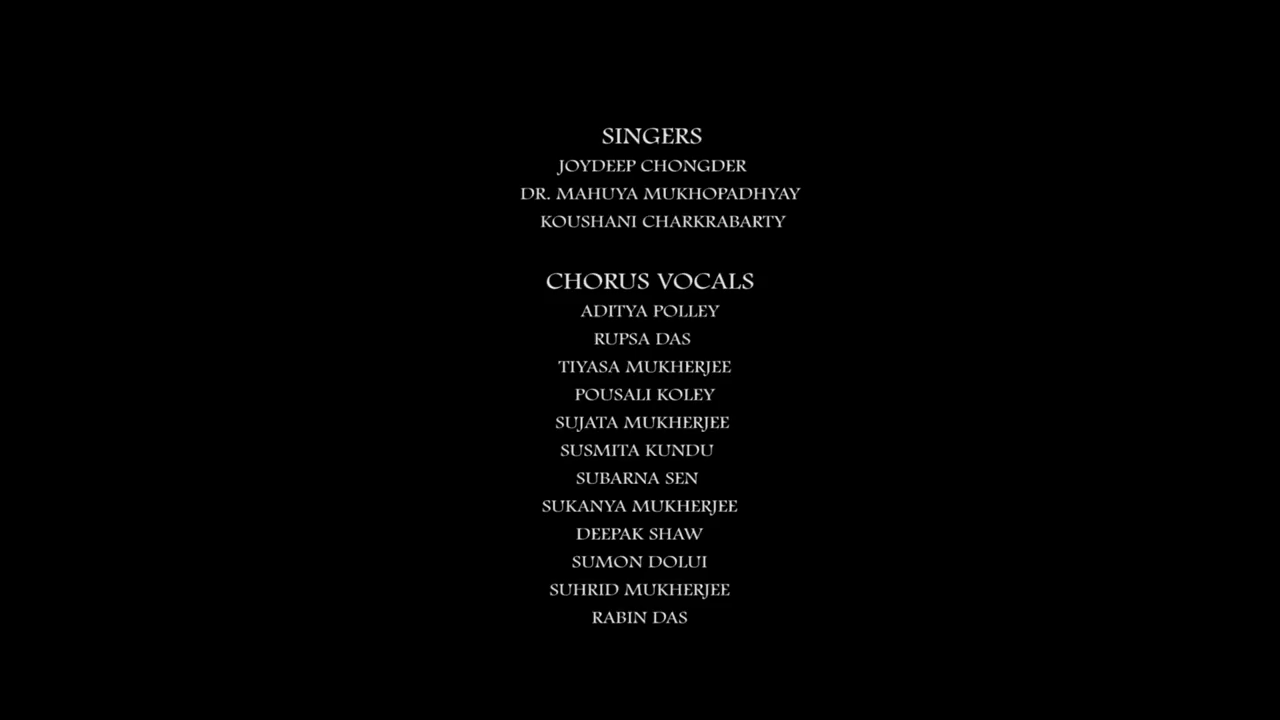 SINGERS
JOYDEEP CHONGDER
DR. MAHUYA MUKHOPADHYAY
KOUSHANI CHARKRABARTY
CHORUS VOCALS
ADITYA POLLEY
RUPSA DAS
TIYASA MUKHERJEE
POUSALI KOLEY
SUJATA MUKHERJEE
SUSMITA KUNDU
SUBARNA SEN
SUKANYA MUKHERJEE
DEEPAK SHAW
SUMON DOLUI
SUHRID MUKHERJEE
RABIN DAS